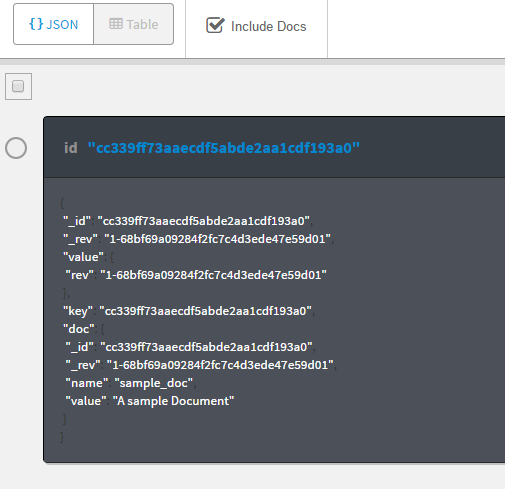 {} JSON
Table
Include Docs
id "cc339ff73aaecdf5abde2aa1cdf193a0"
{
"_id": "cc339ff73aaecdf5abde2aa1cdf193a0",
"_rev": "1-68bf69a09284f2fc7c4d3ede47e59d01",
"value": {
"rev": "1-68bf69a09284f2fc7c4d3ede47e59d01"
},
"key": "cc339ff73aaecdf5abde2aa1cdf193a0",
"doc": {
"_id": "cc339ff73aaecdf5abde2aa1cdf193a0",
"_rev": "1-68bf69a09284f2fc7c4d3ede47e59d01",
"name": "sample_doc",
"value": "A sample Document"
}
}